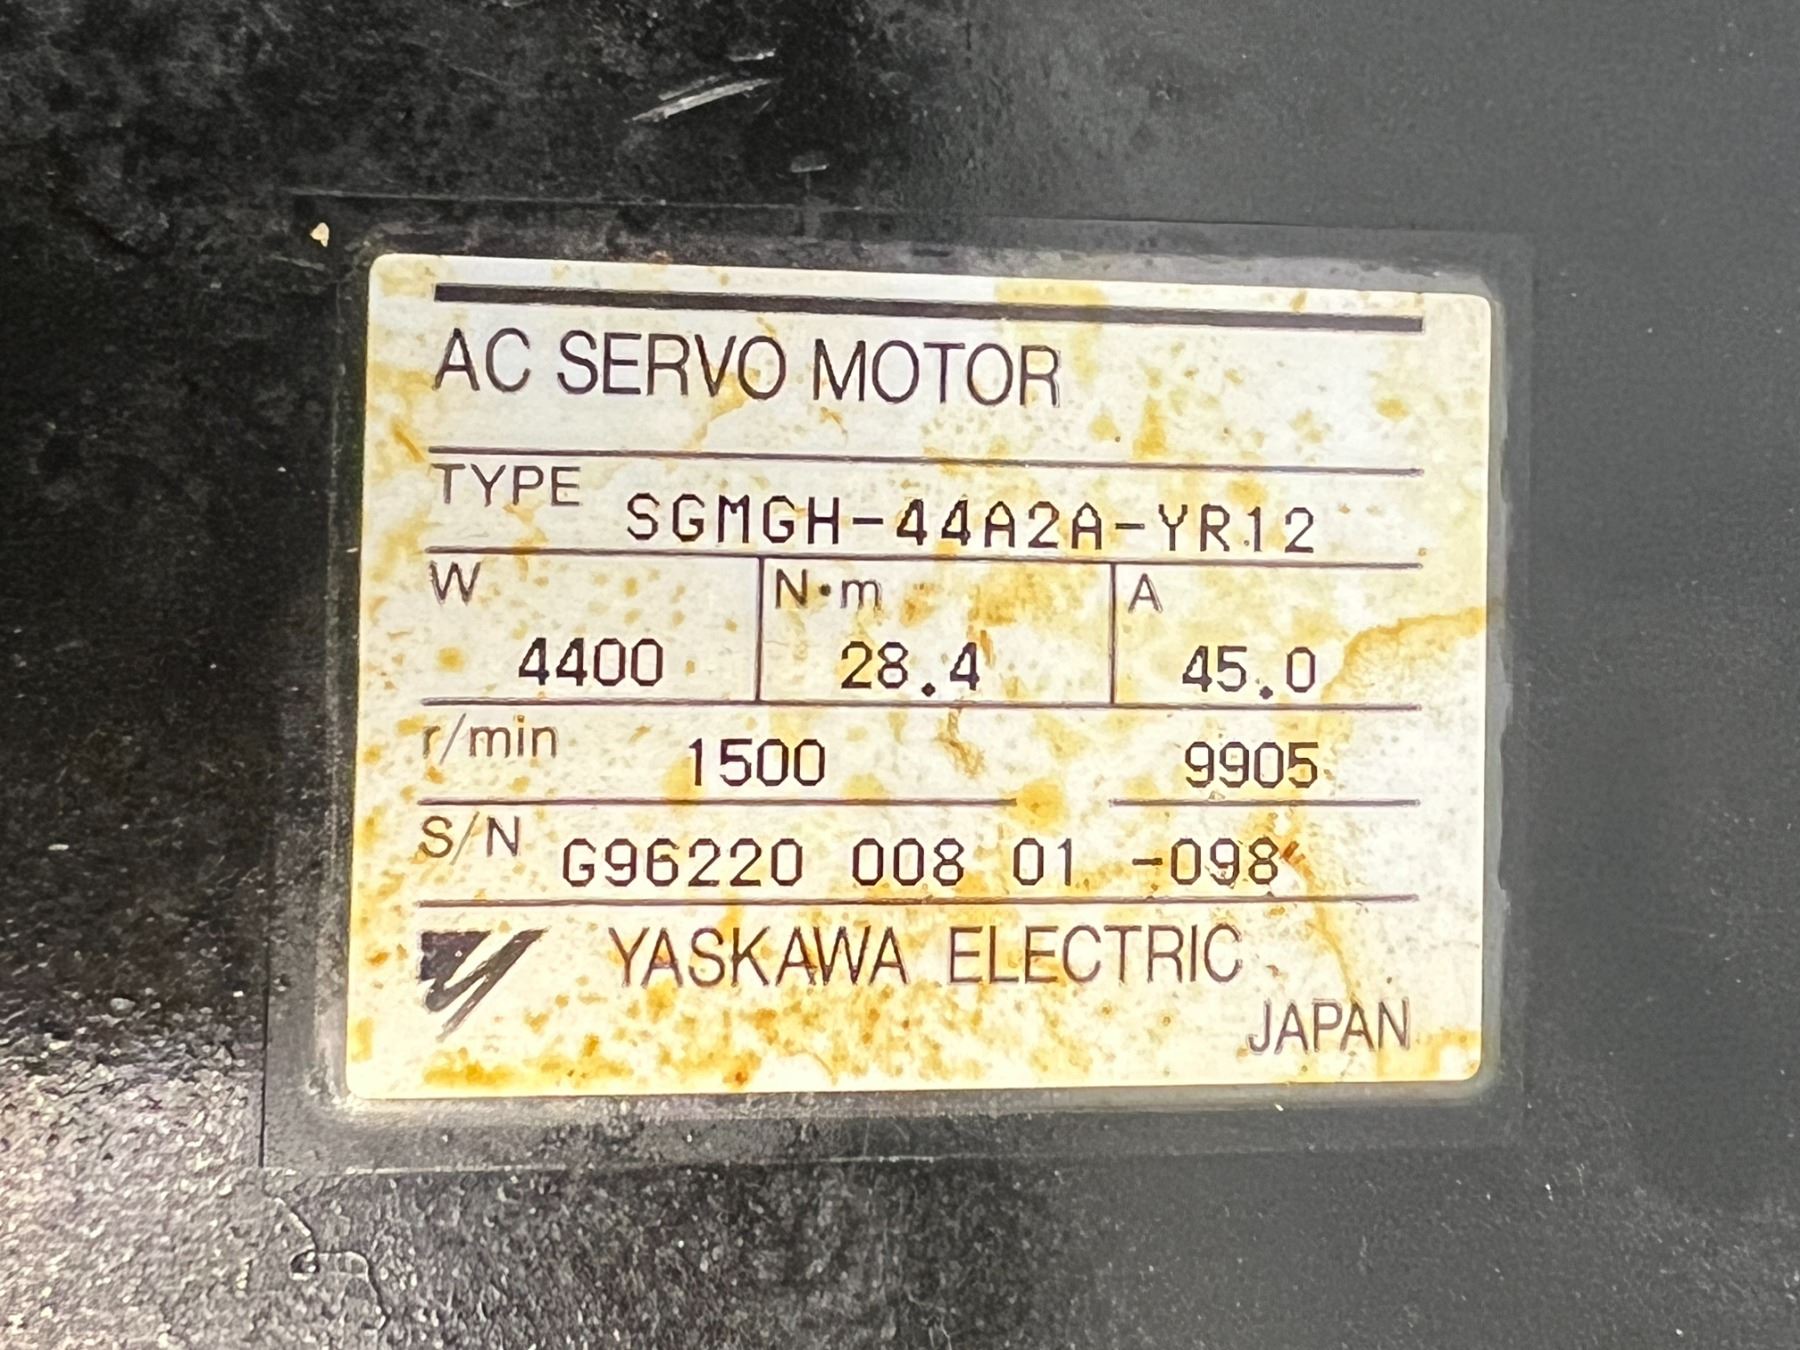 AC SERVO MOTOR
TYPE SGMGH-44A2A-YR12
W N·m A
4400 28.4 45.0
r/min 1500 9905
S/N G96220 008 01 -098
YASKAWA ELECTRIC
JAPAN